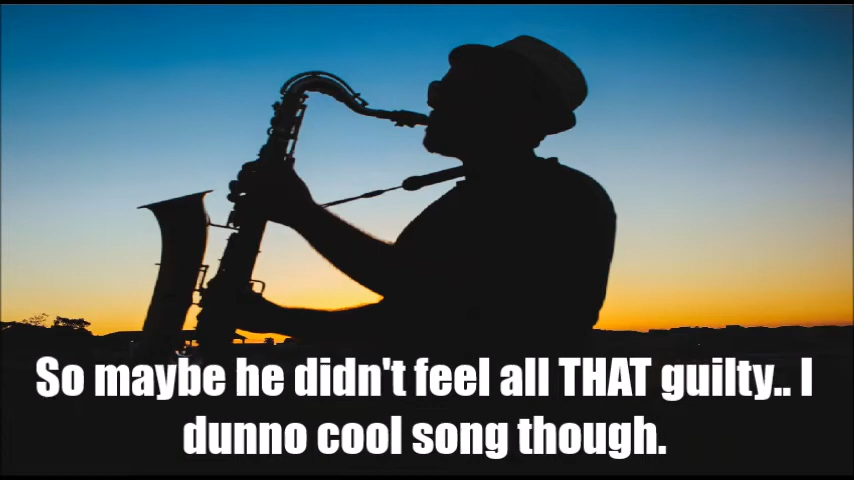 So maybe he didn't feel all THAT guilty.. I
dunno cool song though.